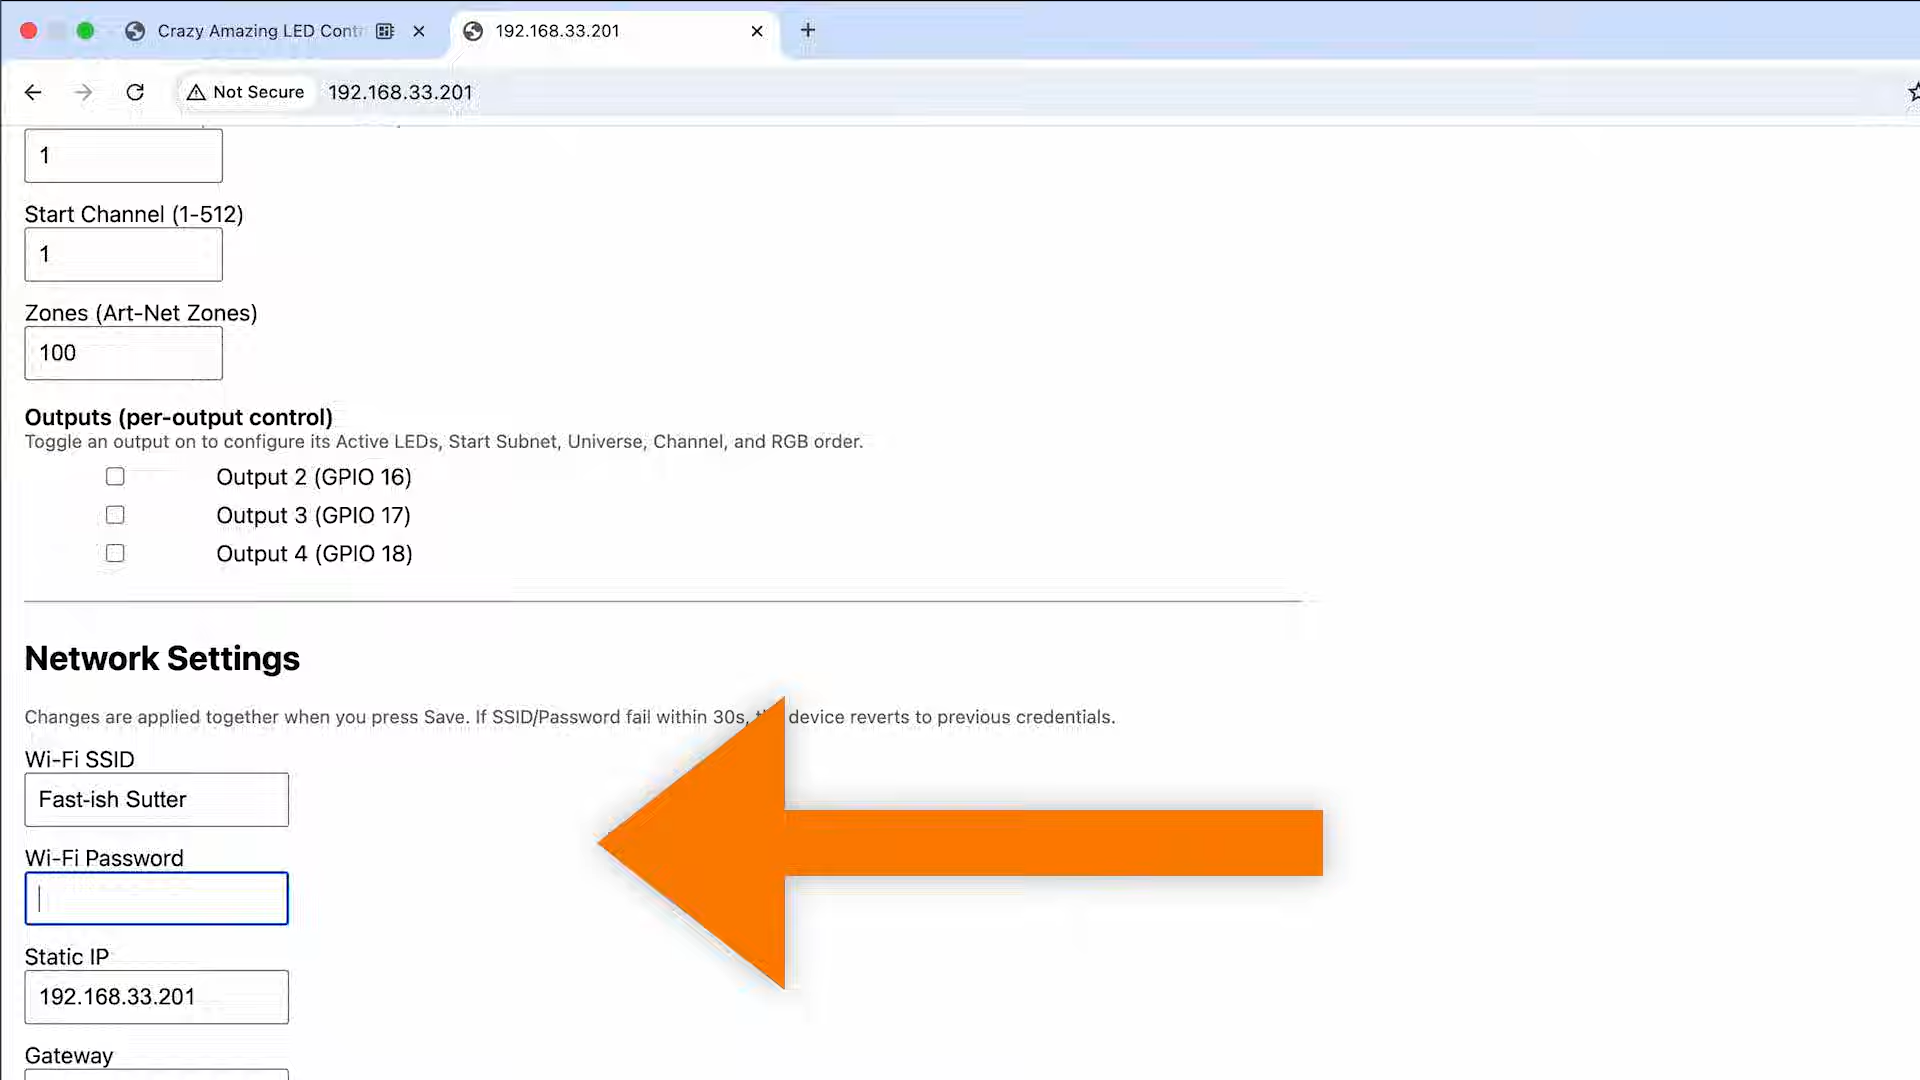 Crazy Amazing LED Cont
192.168.33.201
Not Secure
192.168.33.201
1
Start Channel (1-512)
1
Zones (Art-Net Zones)
100
Outputs (per-output control)
Toggle an output on to configure its Active LEDs, Start Subnet, Universe, Channel, and RGB order.
Output 2 (GPIO 16)
Output 3 (GPIO 17)
Output 4 (GPIO 18)
Network Settings
Changes are applied together when you press Save. If SSID/Password fail within 30s, device reverts to previous credentials.
Wi-Fi SSID
Fast-ish Sutter
Wi-Fi Password
Static IP
192.168.33.201
Gateway